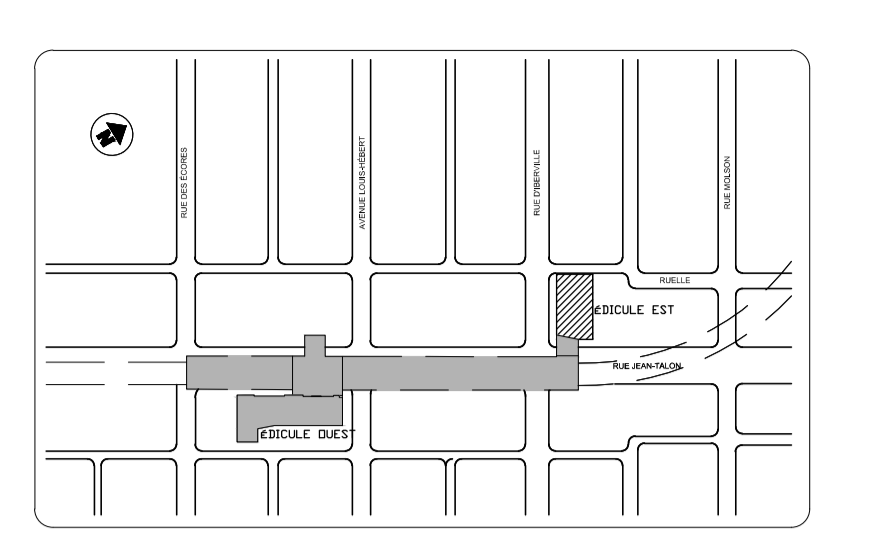 N
RUE DES ÉCORES
AVENUE LOUIS-HÉBERT
RUE D'IBERVILLE
RUE MOLSON
RUELLE
ÉDICULE EST
RUE JEAN-TALON
ÉDICULE OUEST